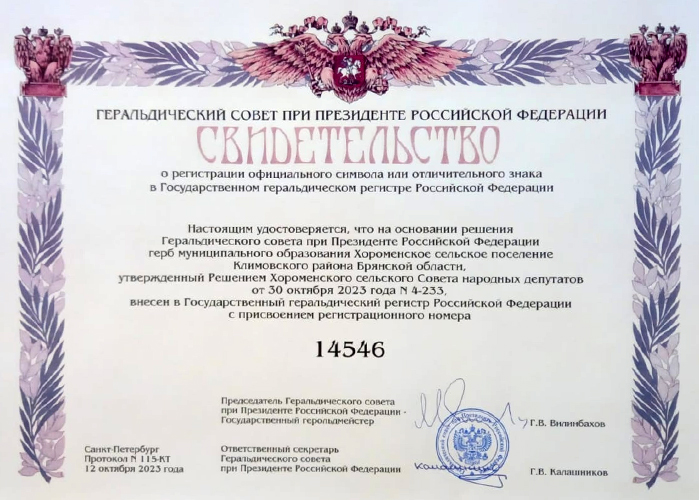 ГЕРАЛЬДИЧЕСКИЙ СОВЕТ ПРИ ПРЕЗИДЕНТЕ РОССИЙСКОЙ ФЕДЕРАЦИИ
СВИДЕТЕЛЬСТВО
о регистрации официального символа или отличительного знака
в Государственном геральдическом регистре Российской Федерации
Настоящим удостоверяется, что на основании решения
Геральдического совета при Президенте Российской Федерации
герб муниципального образования Хороменское сельское поселение
Климовского района Брянской области,
утвержденный Решением Хороменского сельского Совета народных депутатов
от 30 октября 2023 года N 4-233,
внесен в Государственный геральдический регистр Российской Федерации
с присвоением регистрационного номера
14546
Председатель Геральдического совета
при Президенте Российской Федерации -
Государственный герольдмейстер
Г.В. Вилинбахов
Санкт-Петербург
Протокол N 115-КТ
12 октября 2023 года
Ответственный секретарь
Геральдического совета
при Президенте Российской Федерации
Г.В. Калашников